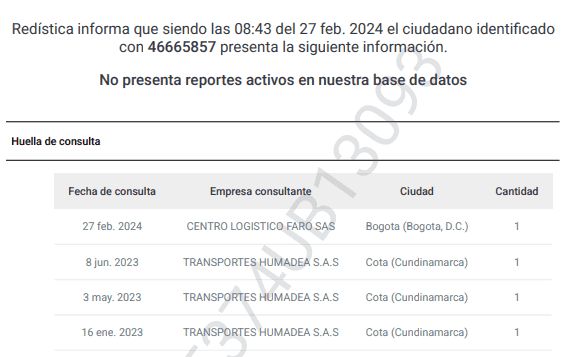 Redística informa que siendo las 08:43 del 27 feb. 2024 el ciudadano identificado
con 46665857 presenta la siguiente información.
No presenta reportes activos en nuestra base de datos
Huella de consulta
Fecha de consulta Empresa consultante Ciudad Cantidad
27 feb. 2024 CENTRO LOGISTICO FARO SAS Bogota (Bogota, D.C.) 1
8 jun. 2023 TRANSPORTES HUMADEA S.A.S Cota (Cundinamarca) 1
3 may. 2023 TRANSPORTES HUMADEA S.A.S Cota (Cundinamarca) 1
16 ene. 2023 TRANSPORTES HUMADEA S.A.S Cota (Cundinamarca) 1